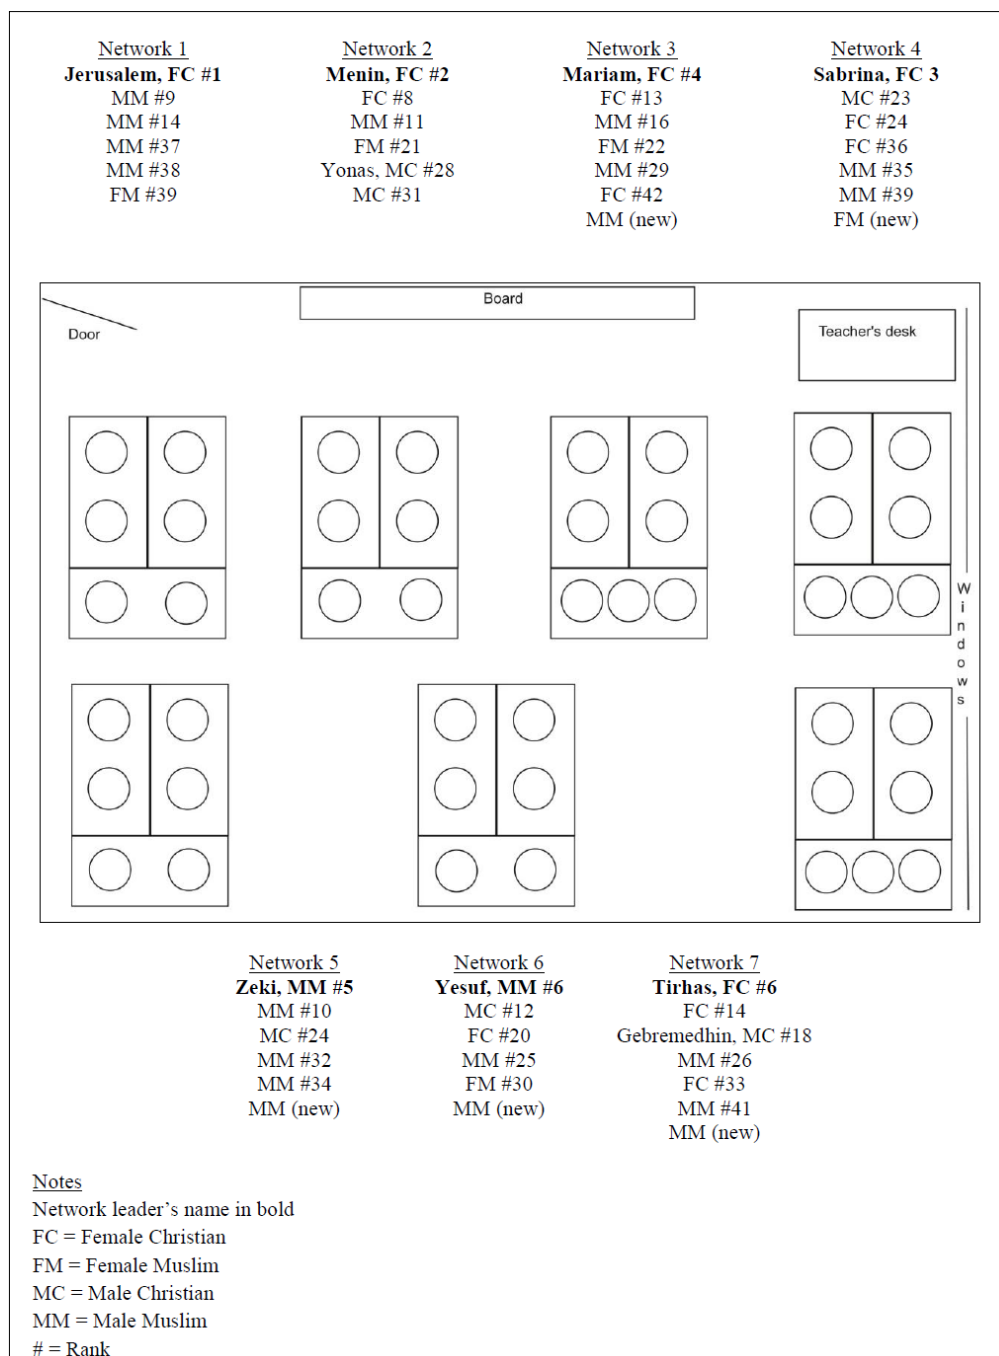 Network 1
Jerusalem, FC #1
MM #9
MM #14
MM #37
MM #38
FM #39
Network 2
Menin, FC #2
FC #8
MM #11
FM #21
Yonas, MC #28
MC #31
Network 3
Mariam, FC #4
FC #13
MM #16
FM #22
MM #29
FC #42
MM (new)
Network 4
Sabrina, FC 3
MC #23
FC #24
FC #36
MM #35
MM #39
FM (new)
Board
Door
Teacher's desk
Windows
Network 5
Zeki, MM #5
MM #10
MC #24
MM #32
MM #34
MM (new)
Network 6
Yesuf, MM #6
MC #12
FC #20
MM #25
FM #30
MM (new)
Network 7
Tirhas, FC #6
FC #14
Gebremedhin, MC #18
MM #26
FC #33
MM #41
MM (new)
Notes
Network leader's name in bold
FC = Female Christian
FM = Female Muslim
MC = Male Christian
MM = Male Muslim
# = Rank